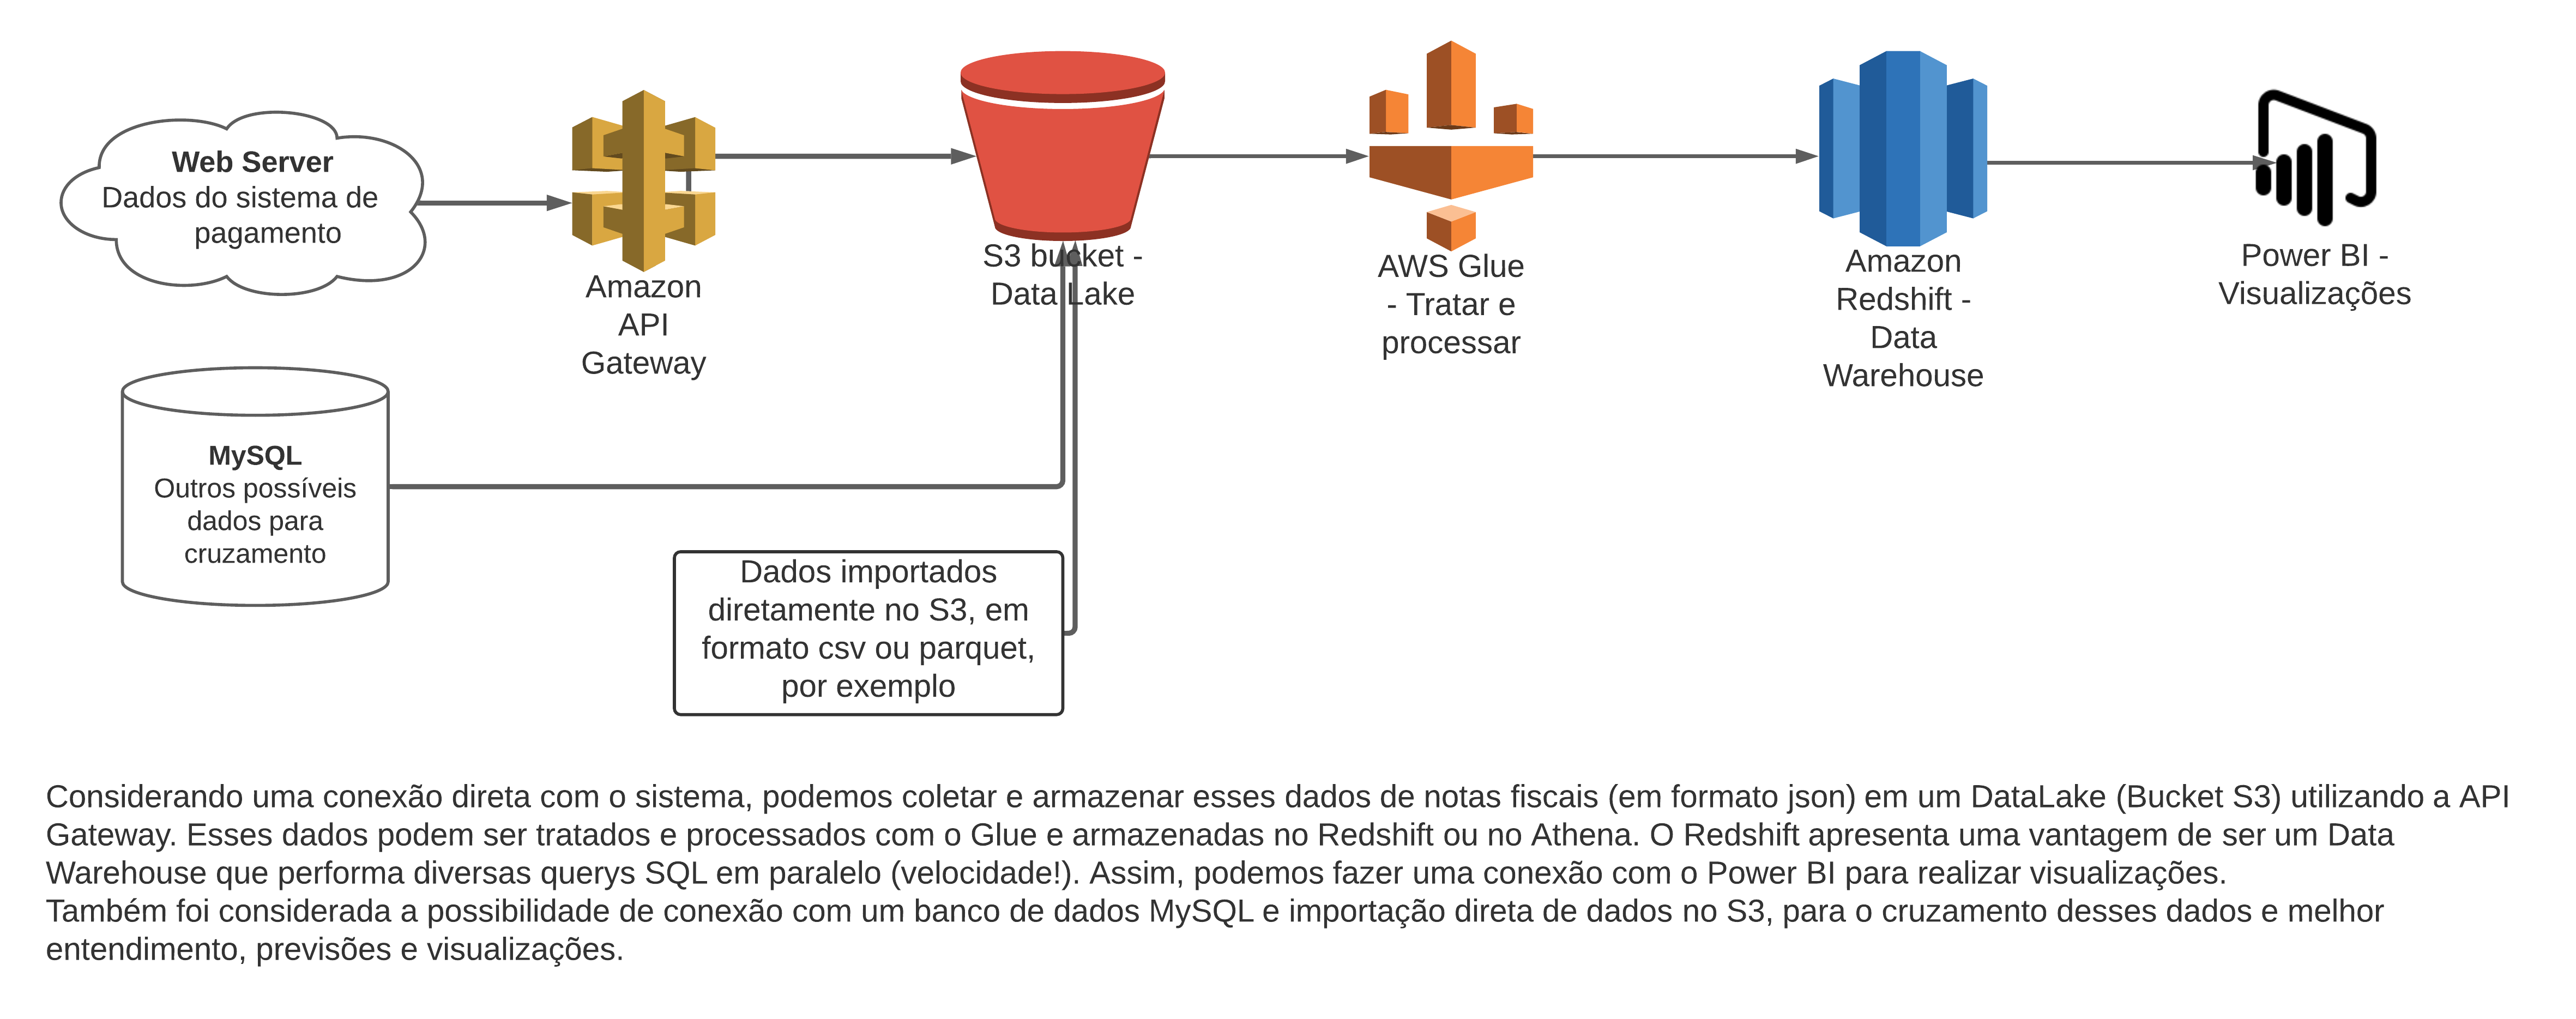 Web Server
Dados do sistema de
pagamento
Amazon
API
Gateway
S3 bucket -
Data Lake
AWS Glue
- Tratar e
processar
Amazon
Redshift -
Data
Warehouse
Power BI -
Visualizações
MySQL
Outros possíveis
dados para
cruzamento
Dados importados
diretamente no S3, em
formato csv ou parquet,
por exemplo
Considerando uma conexão direta com o sistema, podemos coletar e armazenar esses dados de notas fiscais (em formato json) em um DataLake (Bucket S3) utilizando a API
Gateway. Esses dados podem ser tratados e processados com o Glue e armazenadas no Redshift ou no Athena. O Redshift apresenta uma vantagem de ser um Data
Warehouse que performa diversas querys SQL em paralelo (velocidade!). Assim, podemos fazer uma conexão com o Power BI para realizar visualizações.
Também foi considerada a possibilidade de conexão com um banco de dados MySQL e importação direta de dados no S3, para o cruzamento desses dados e melhor
entendimento, previsões e visualizações.